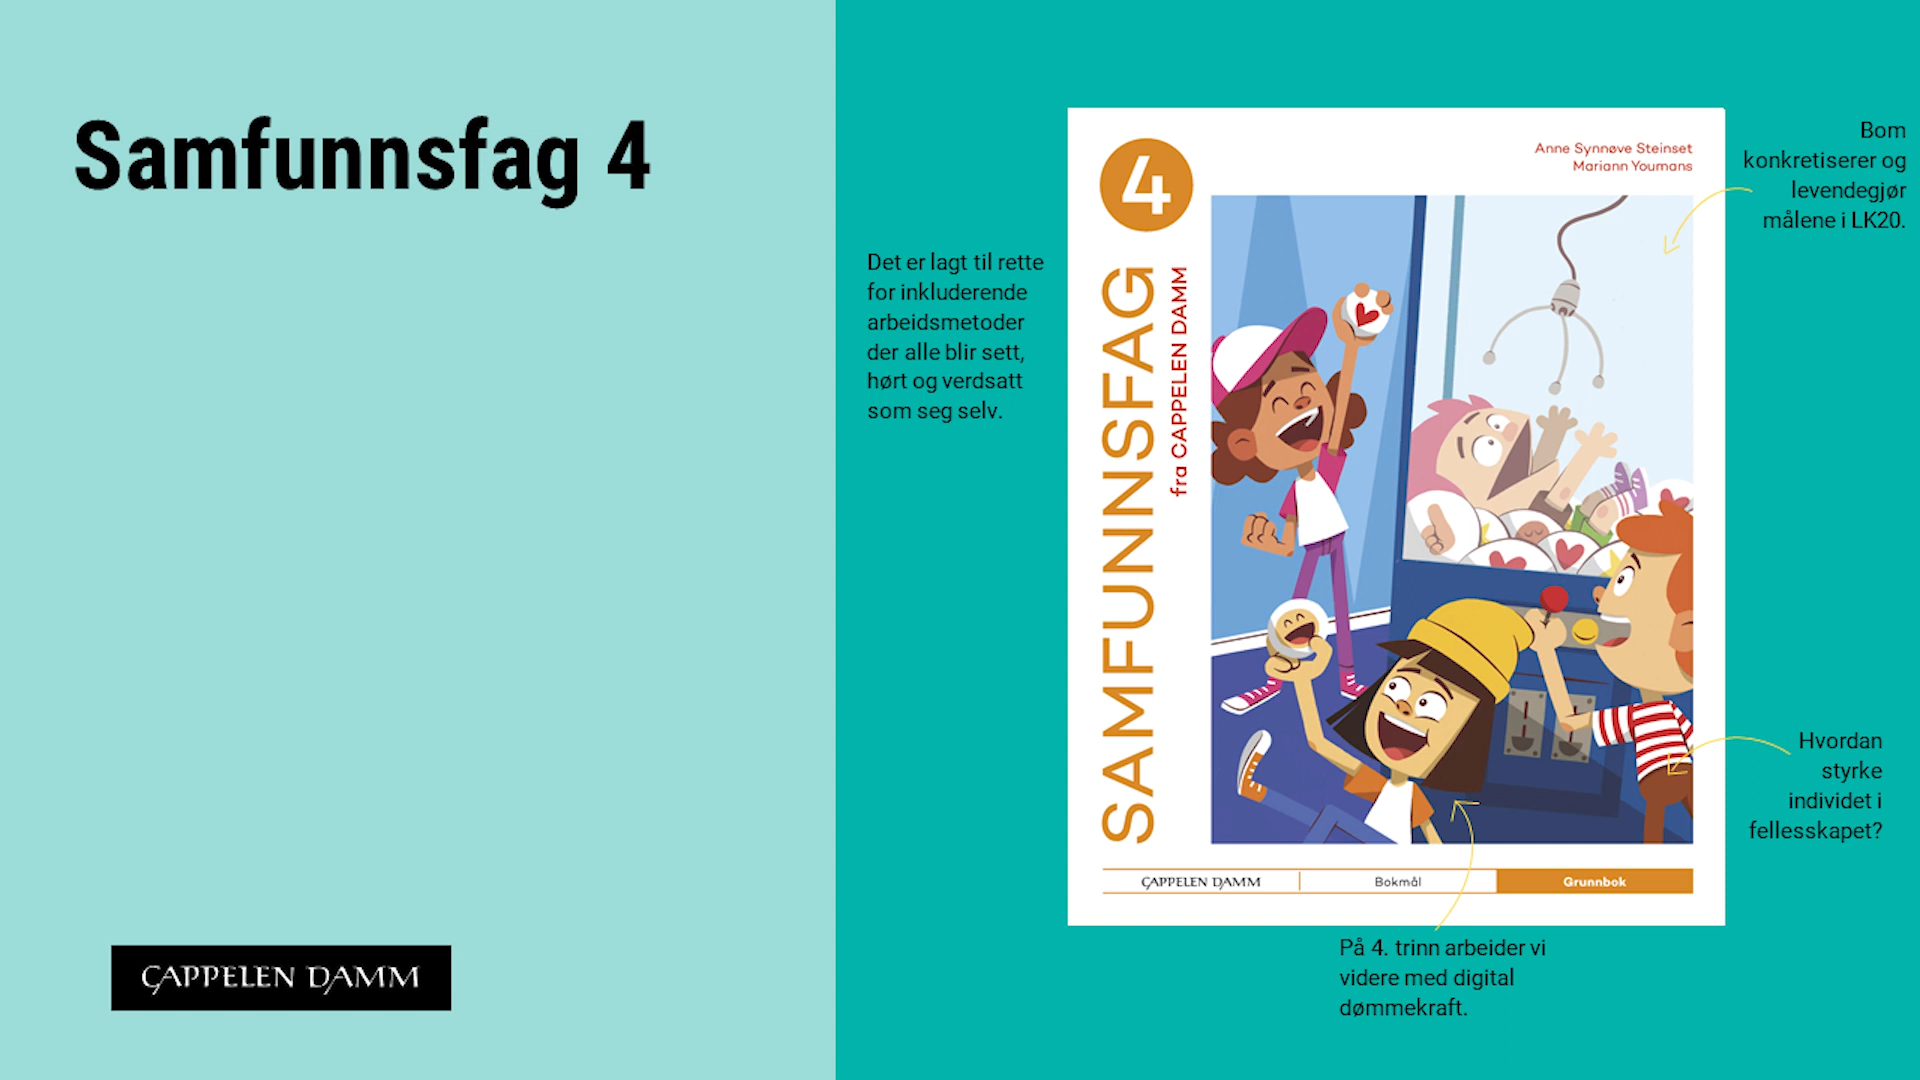 Samfunnsfag 4
CAPPELEN DAMM
Det er lagt til rette
for inkluderende
arbeidsmetoder
der alle blir sett,
hørt og verdsatt
som seg selv.
4
Anne Synnøve Steinset
Mariann Youmans
SAMFUNNSFAG
fra CAPPELEN DAMM
CAPPELEN DAMM
Bokmål
Grunnbok
Bom
konkretiserer og
levendegjør
målene i LK20.
Hvordan
styrke
individet i
fellesskapet?
På 4. trinn arbeider vi
videre med digital
dømmekraft.